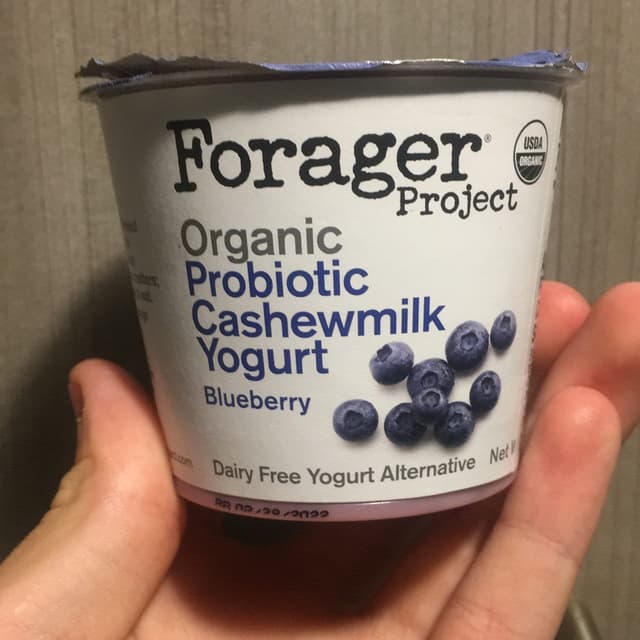 Forager®
Project
USDA
ORGANIC
Organic
Probiotic
Cashewmilk
Yogurt
Blueberry
Dairy Free Yogurt Alternative
Net